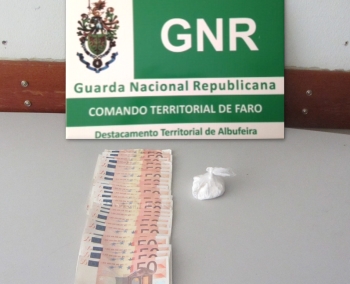 GNR
Guarda Nacional Republicana
COMANDO TERRITORIAL DE FARO
Destacamento Territorial de Albufeira